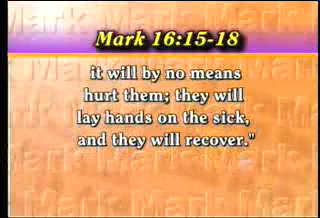 Mark 16:15-18
it will by no means
hurt them; they will
lay hands on the sick,
and they will recover."